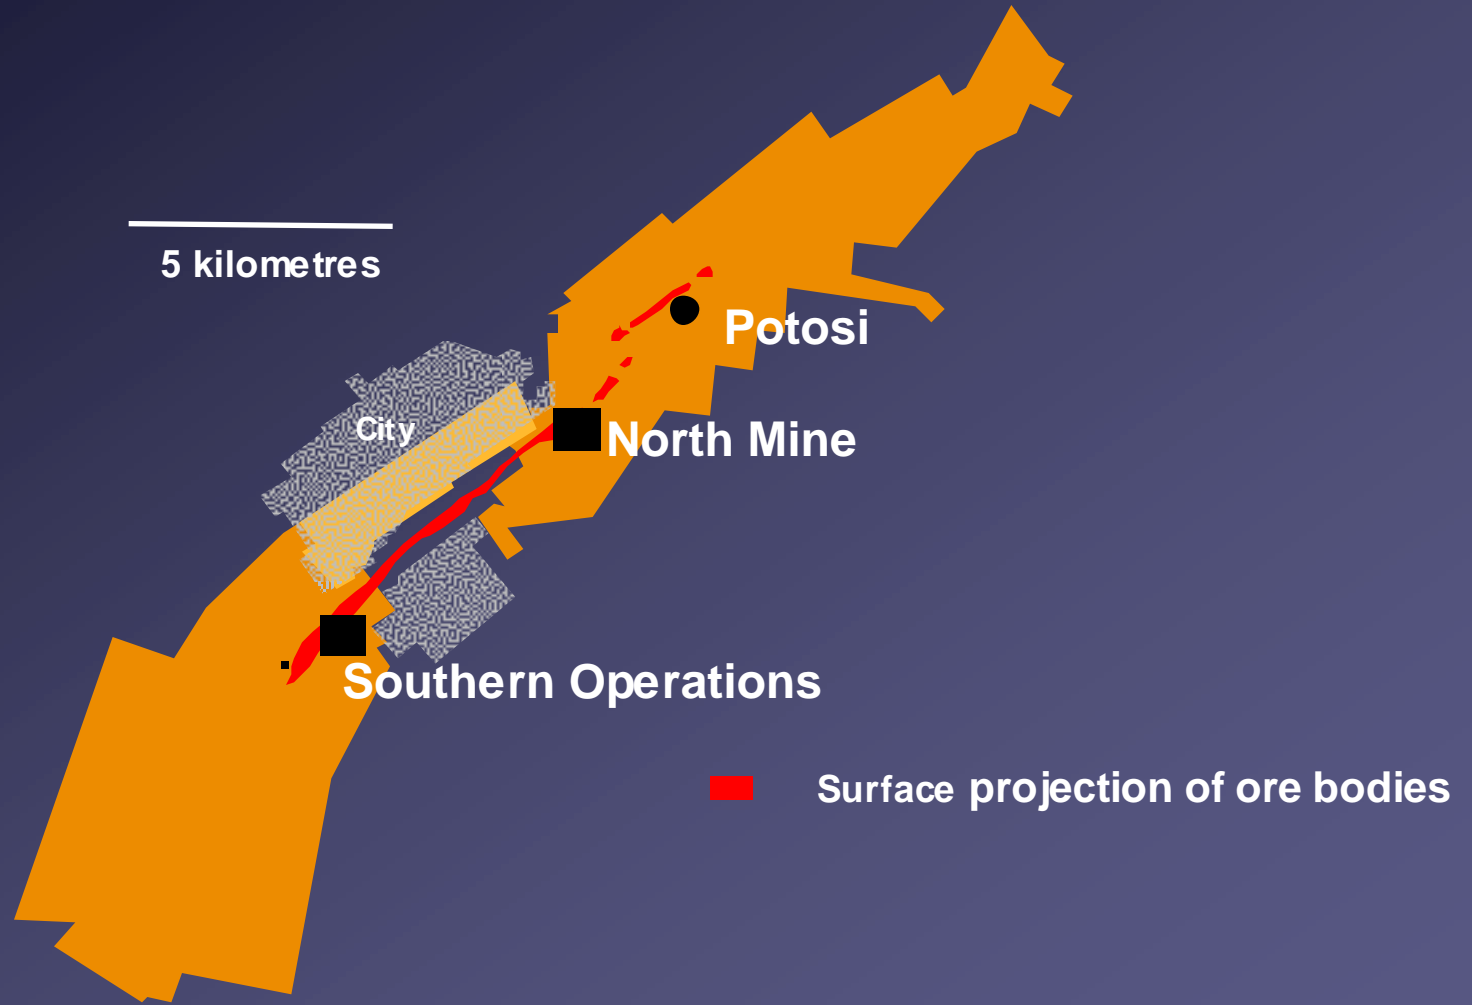 5 kilometres
Potosi
City
North Mine
Southern Operations
Surface projection of ore bodies